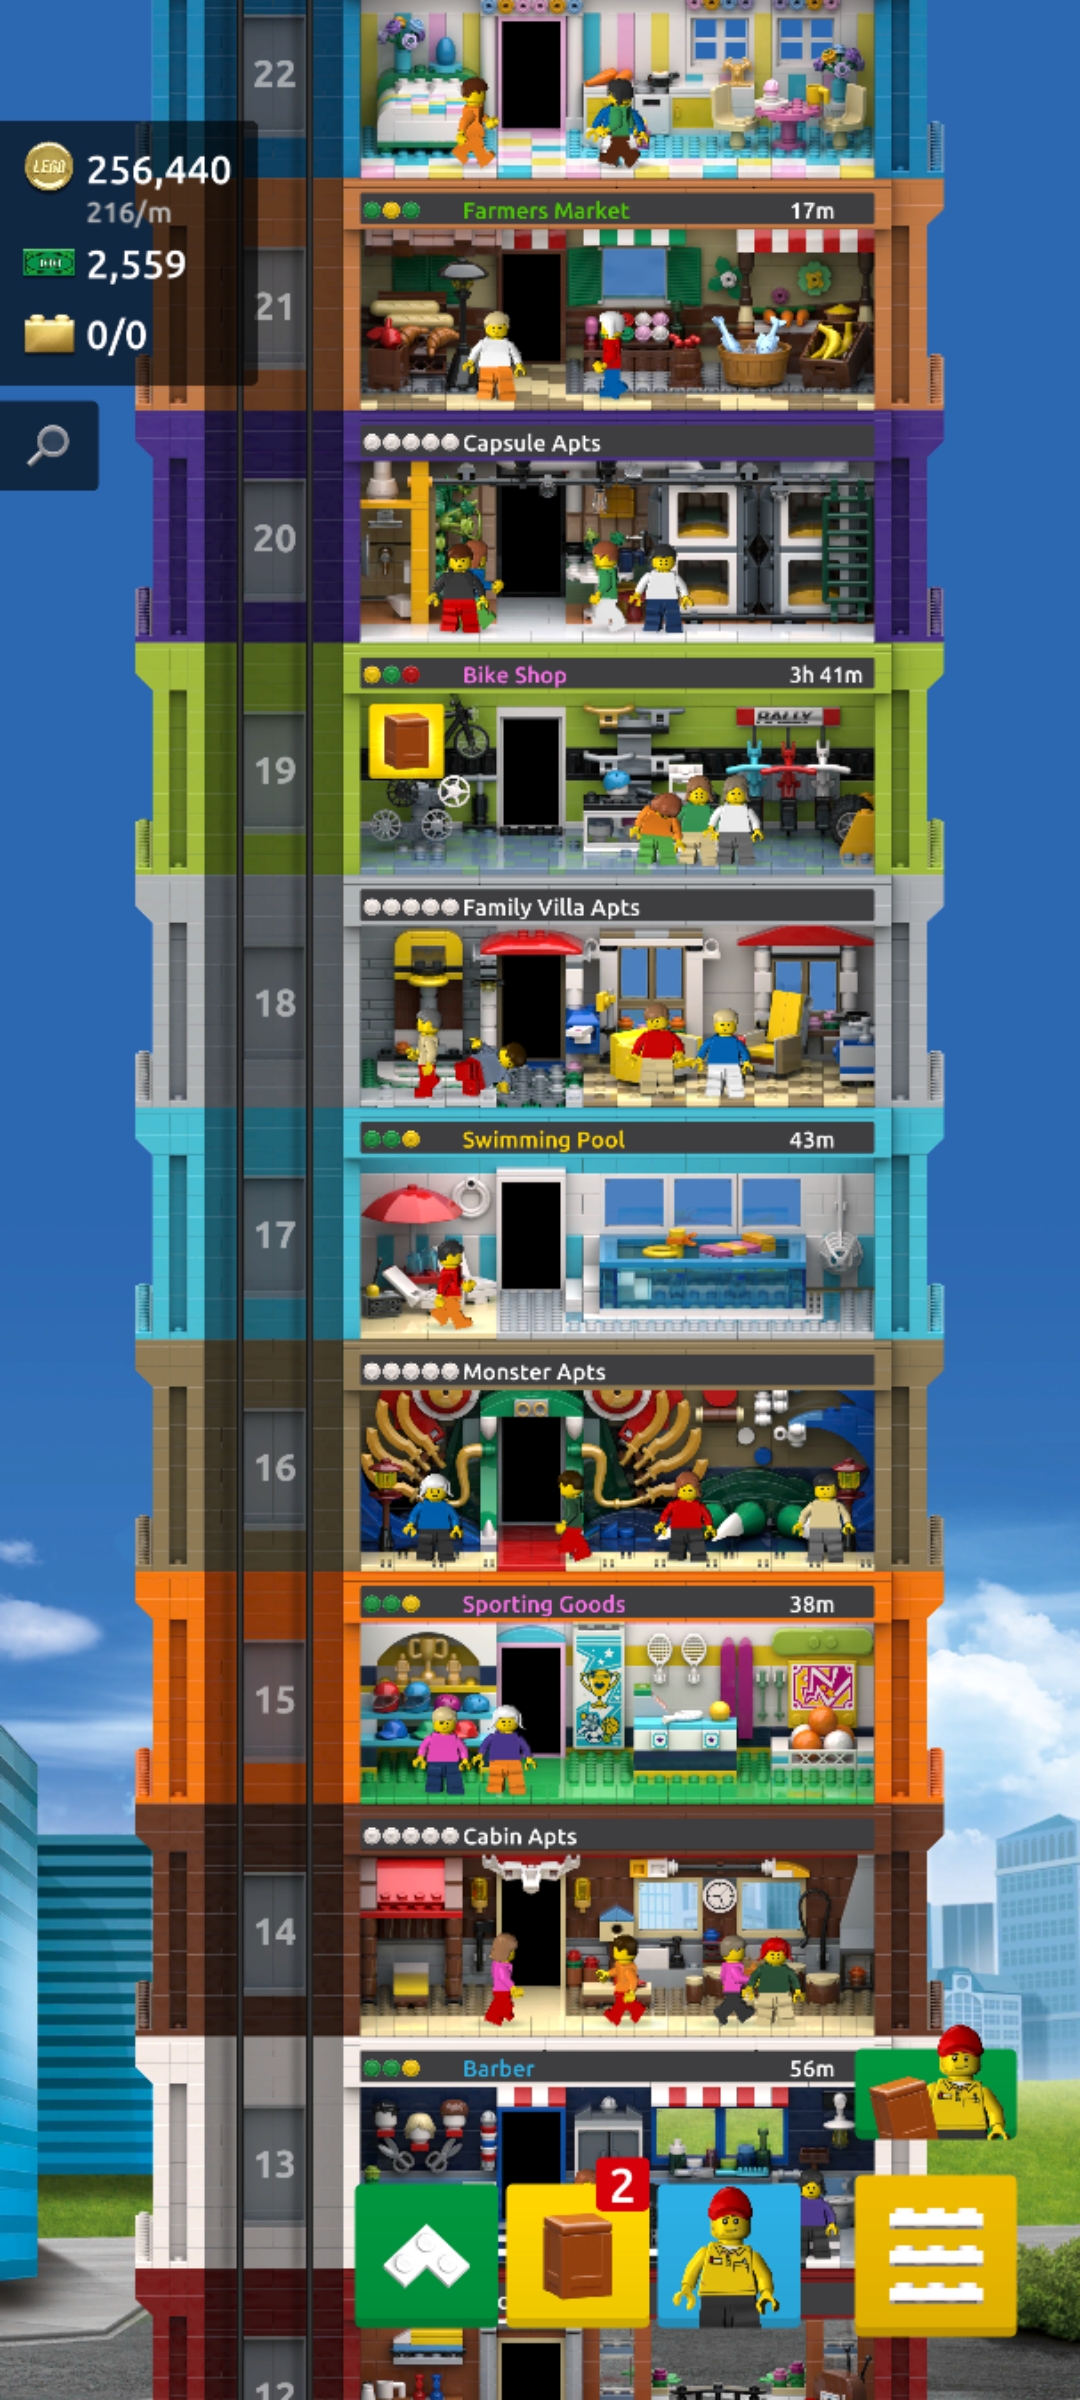 22
LEGO 256,440
216/m
2,559
0/0
Farmers Market 17m
21
Capsule Apts
20
Bike Shop 3h 41m
RALLY
19
Family Villa Apts
18
Swimming Pool 43m
17
Monster Apts
16
Sporting Goods 38m
15
Cabin Apts
14
Barber 56m
13
2
12